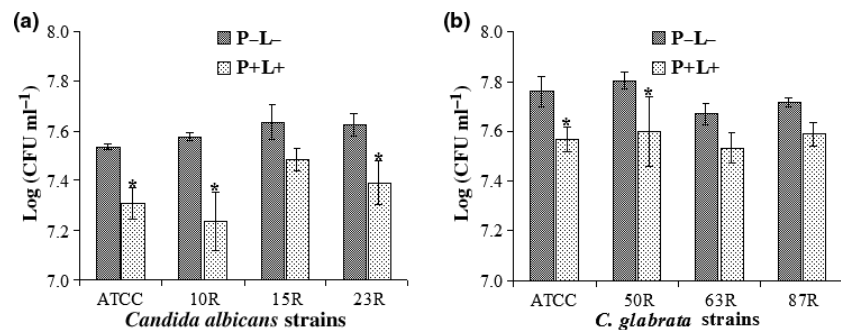 (a)
8.0
7.8
7.6
7.4
7.2
7.0
Log (CFU ml⁻¹)
P–L–
P+L+
*
*
*
ATCC 10R 15R 23R
Candida albicans strains
(b)
8.0
7.8
7.6
7.4
7.2
7.0
Log (CFU ml⁻¹)
P–L–
P+L+
*
*
ATCC 50R 63R 87R
C. glabrata strains